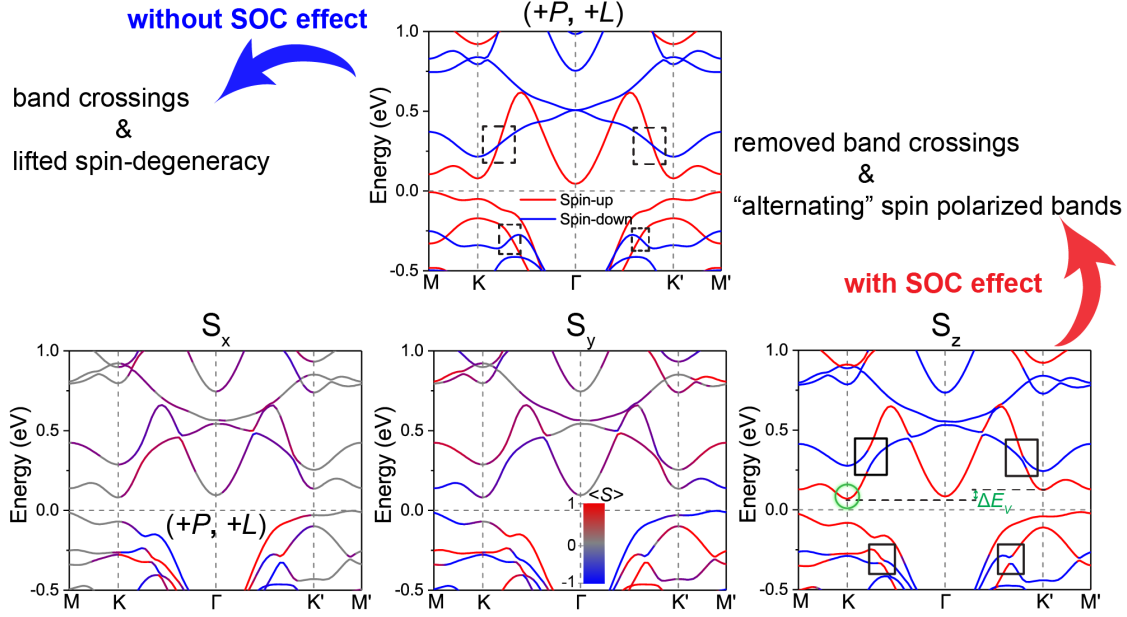 without SOC effect
(+P, +L)
band crossings
&
lifted spin-degeneracy
Energy (eV)
1.0
0.5
0.0
-0.5
Spin-up
Spin-down
M K Γ K' M'
removed band crossings
&
“alternating” spin polarized bands
with SOC effect
Sx
Energy (eV)
1.0
0.5
0.0
-0.5
(+P, +L)
M K Γ K' M'
Sy
Energy (eV)
1.0
0.5
0.0
-0.5
<S>
1
0
-1
M K Γ K' M'
Sz
Energy (eV)
1.0
0.5
0.0
-0.5
ΔEv
M K Γ K' M'